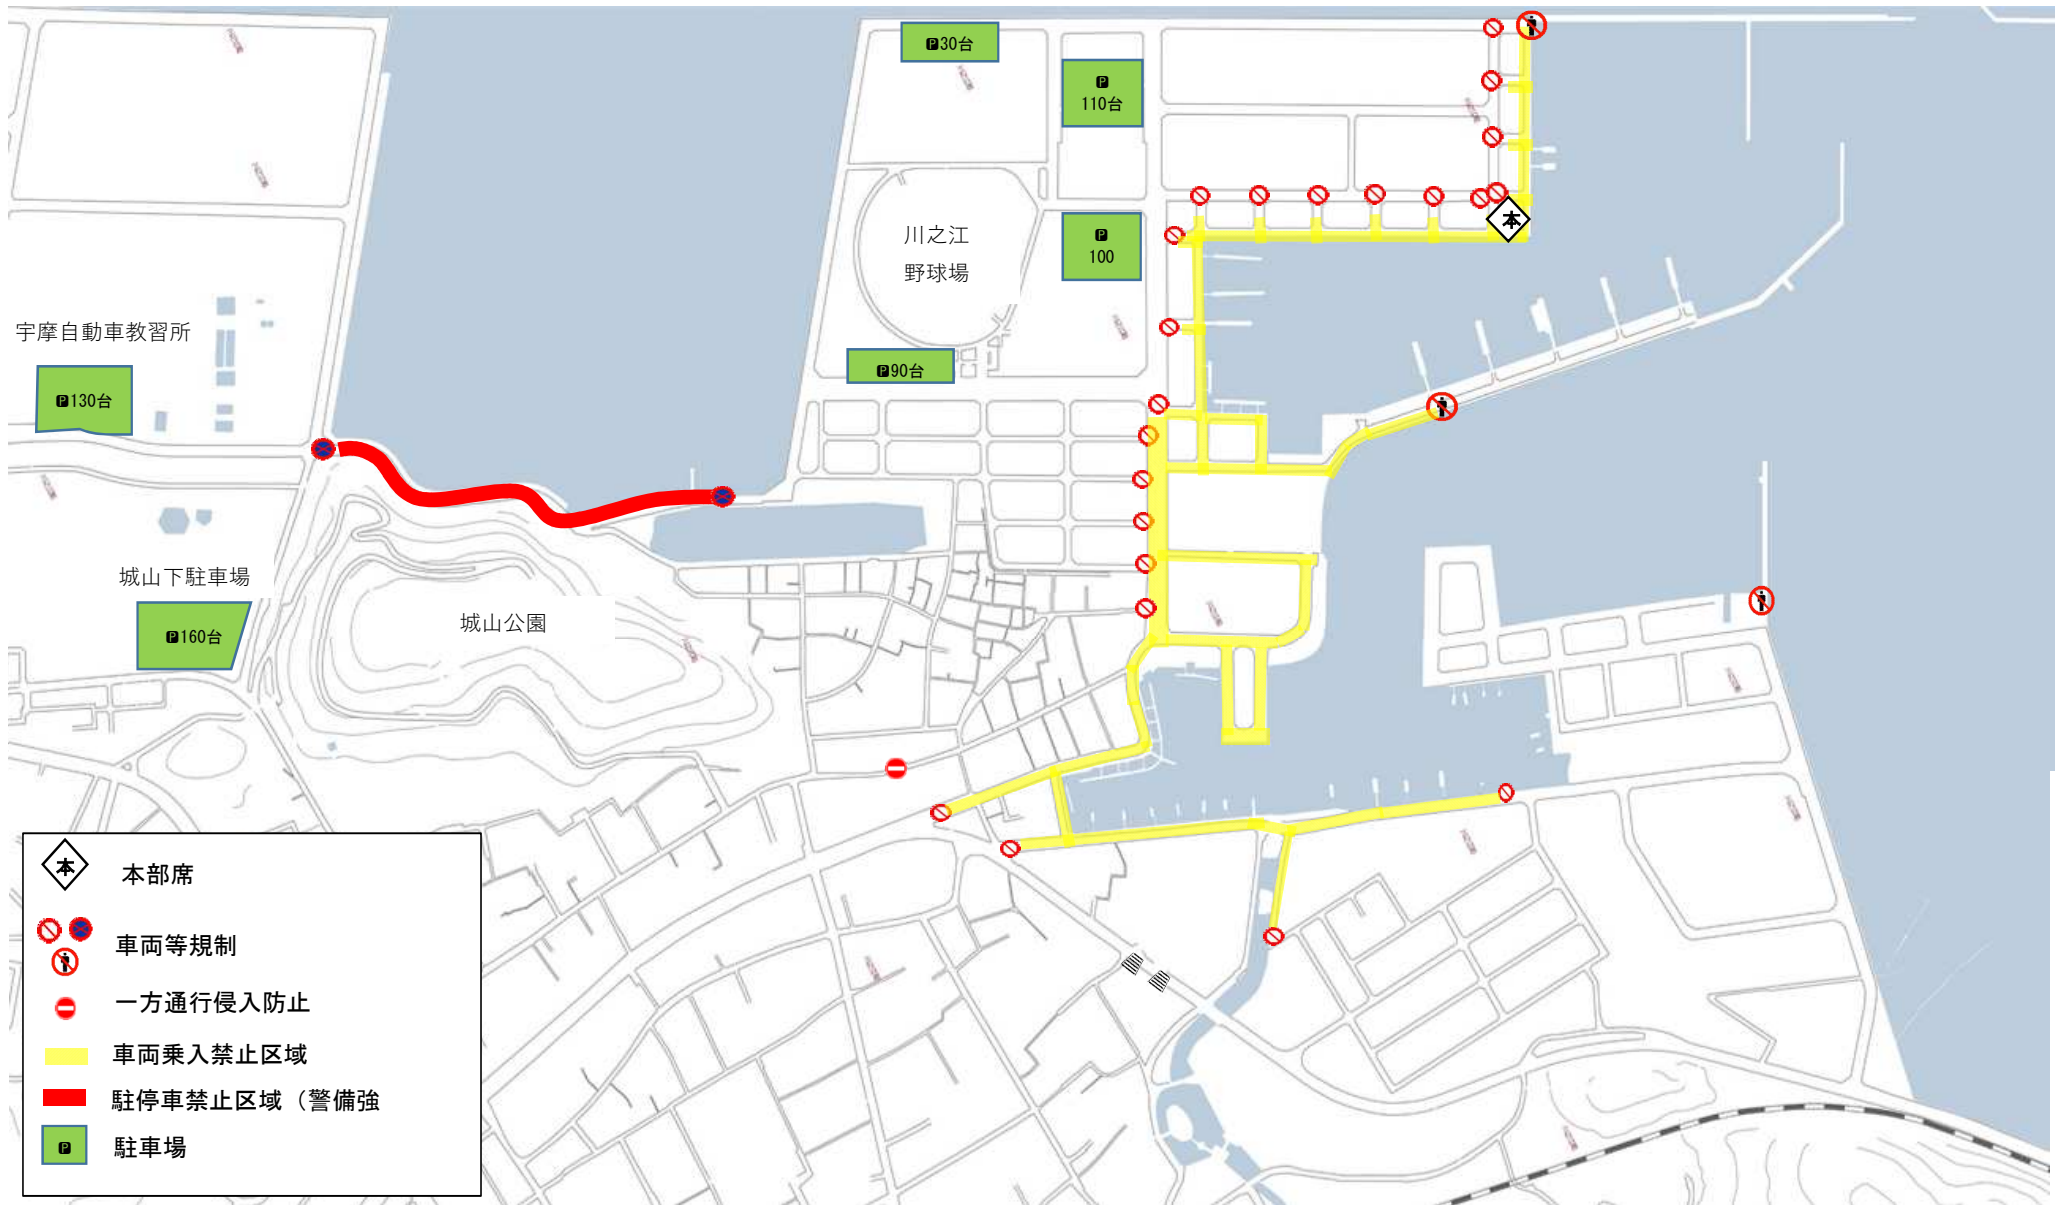 🅿30台
🅿
110台
川之江
野球場
🅿
100
本
宇摩自動車教習所
🅿90台
🅿130台
城山下駐車場
城山公園
🅿160台
本 本部席
車両等規制
一方通行侵入防止
車両乗入禁止区域
駐停車禁止区域（警備強
🅿 駐車場